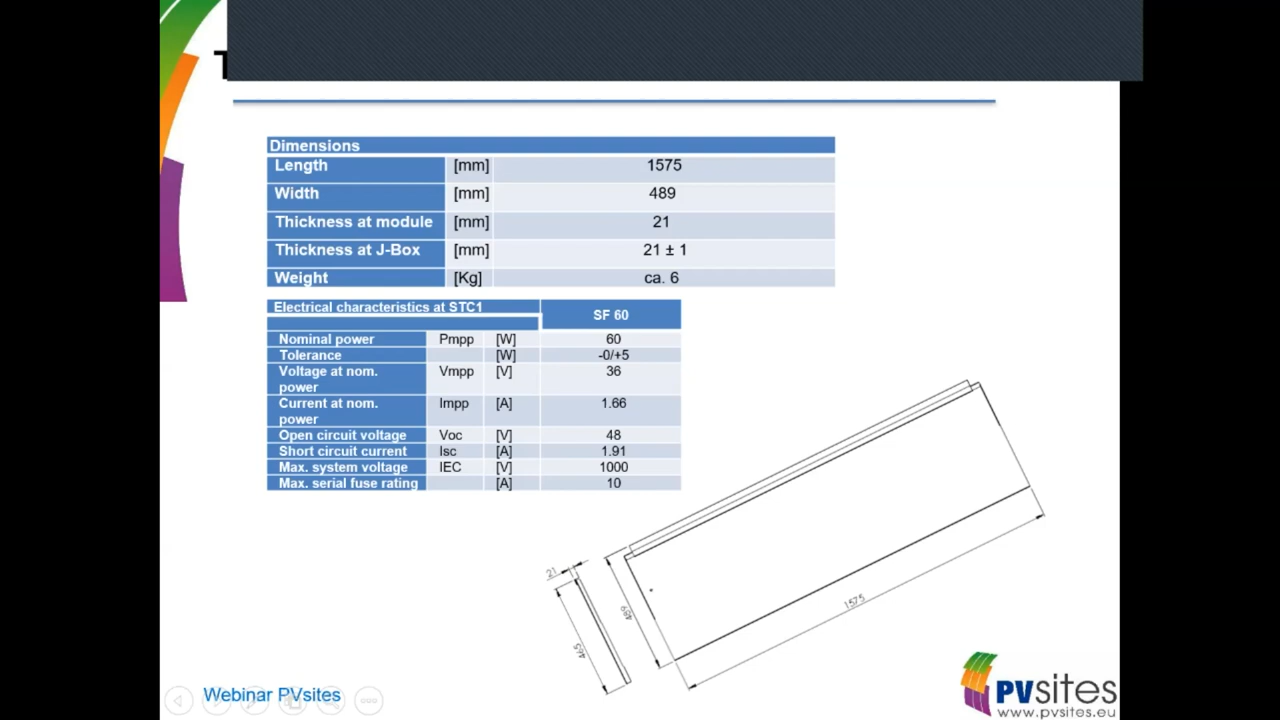 T
Dimensions
Length [mm] 1575
Width [mm] 489
Thickness at module [mm] 21
Thickness at J-Box [mm] 21 ± 1
Weight [Kg] ca. 6
Electrical characteristics at STC1 SF 60
Nominal power Pmpp [W] 60
Tolerance [W] -0/+5
Voltage at nom. Vmpp [V] 36
power
Current at nom. Impp [A] 1.66
power
Open circuit voltage Voc [V] 48
Short circuit current Isc [A] 1.91
Max. system voltage IEC [V] 1000
Max. serial fuse rating [A] 10
21
489
465
1575
Webinar PVsites
PVsites
www.pvsites.eu